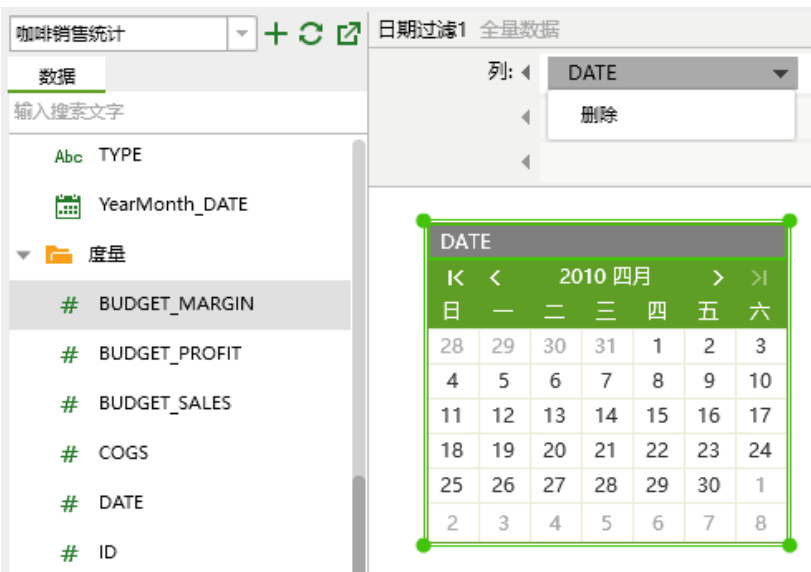 咖啡销售统计
数据
输入搜索文字
Abc TYPE
YearMonth_DATE
度量
# BUDGET_MARGIN
# BUDGET_PROFIT
# BUDGET_SALES
# COGS
# DATE
# ID
日期过滤1 全量数据
列: DATE
删除
DATE
2010 四月
日 一 二 三 四 五 六
28 29 30 31 1 2 3
4 5 6 7 8 9 10
11 12 13 14 15 16 17
18 19 20 21 22 23 24
25 26 27 28 29 30 1
2 3 4 5 6 7 8